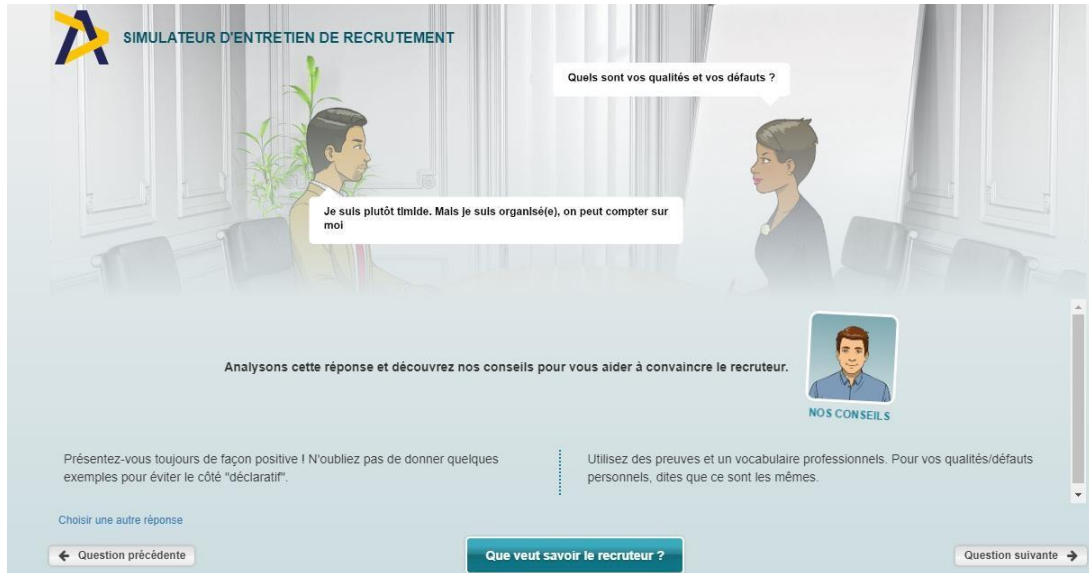 SIMULATEUR D'ENTRETIEN DE RECRUTEMENT
Quels sont vos qualités et vos défauts ?
Je suis plutôt timide. Mais je suis organisé(e), on peut compter sur
moi
Analysons cette réponse et découvrez nos conseils pour vous aider à convaincre le recruteur.
NOS CONSEILS
Présentez-vous toujours de façon positive ! N'oubliez pas de donner quelques
exemples pour éviter le côté "déclaratif".
Utilisez des preuves et un vocabulaire professionnels. Pour vos qualités/défauts
personnels, dites que ce sont les mêmes.
Choisir une autre réponse
Question précédente
Que veut savoir le recruteur ?
Question suivante